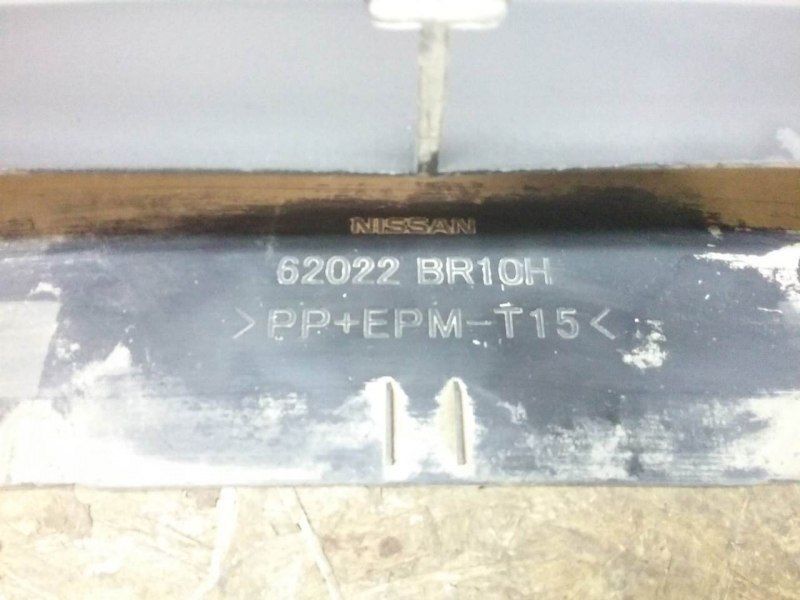 NISSAN
62022 BR10H
>PP+EPM-T15<